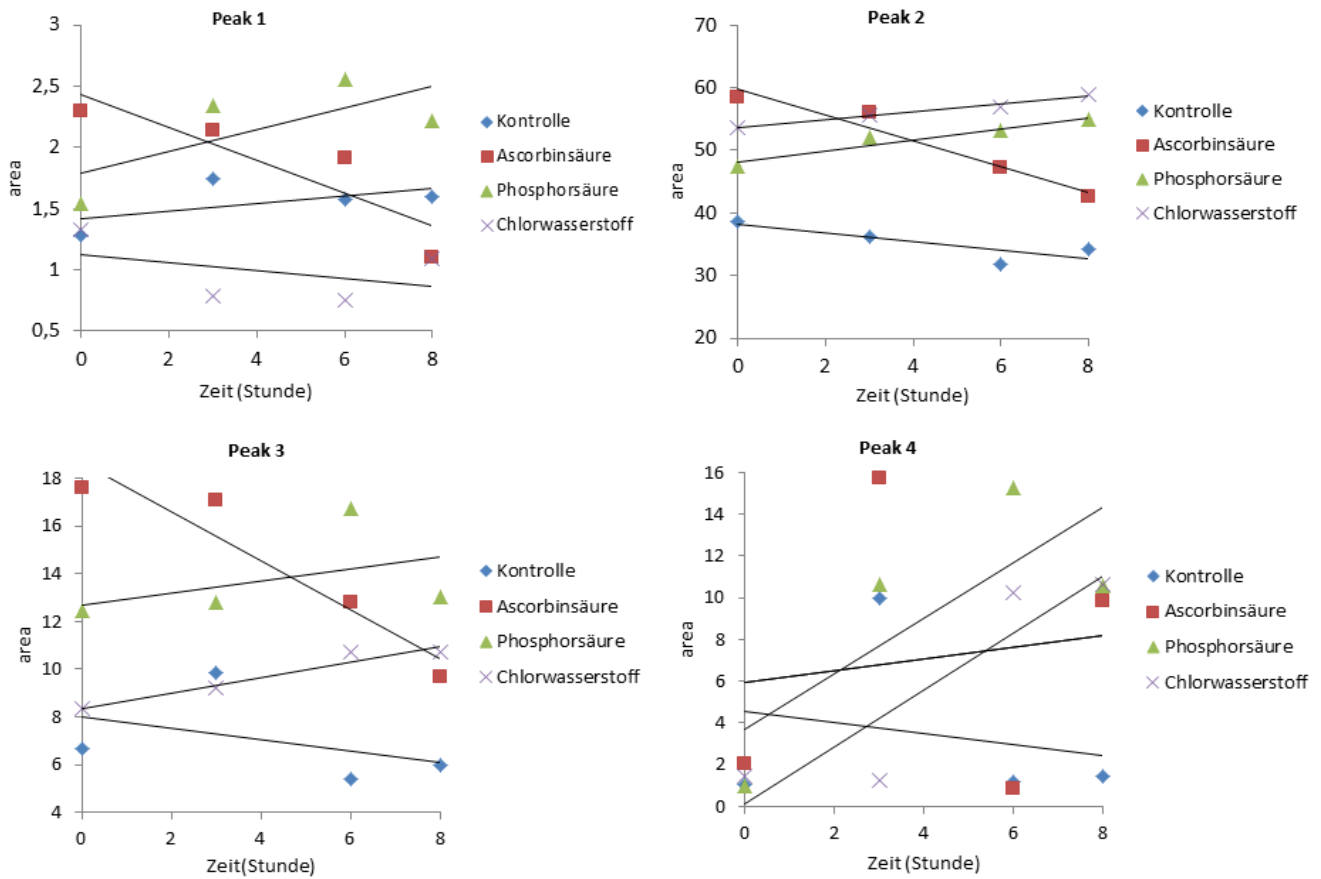 Peak 1
3
2,5
2
1,5
1
0,5
area
0
2
4
6
8
Zeit (Stunde)
Kontrolle
Ascorbinsäure
Phosphorsäure
Chlorwasserstoff
Peak 2
70
60
50
40
30
20
area
0
2
4
6
8
Zeit (Stunde)
Kontrolle
Ascorbinsäure
Phosphorsäure
Chlorwasserstoff
Peak 3
18
16
14
12
10
8
6
4
area
0
2
4
6
8
Zeit(Stunde)
Kontrolle
Ascorbinsäure
Phosphorsäure
Chlorwasserstoff
Peak 4
16
14
12
10
8
6
4
2
0
area
0
2
4
6
8
Zeit (Stunde)
Kontrolle
Ascorbinsäure
Phosphorsäure
Chlorwasserstoff